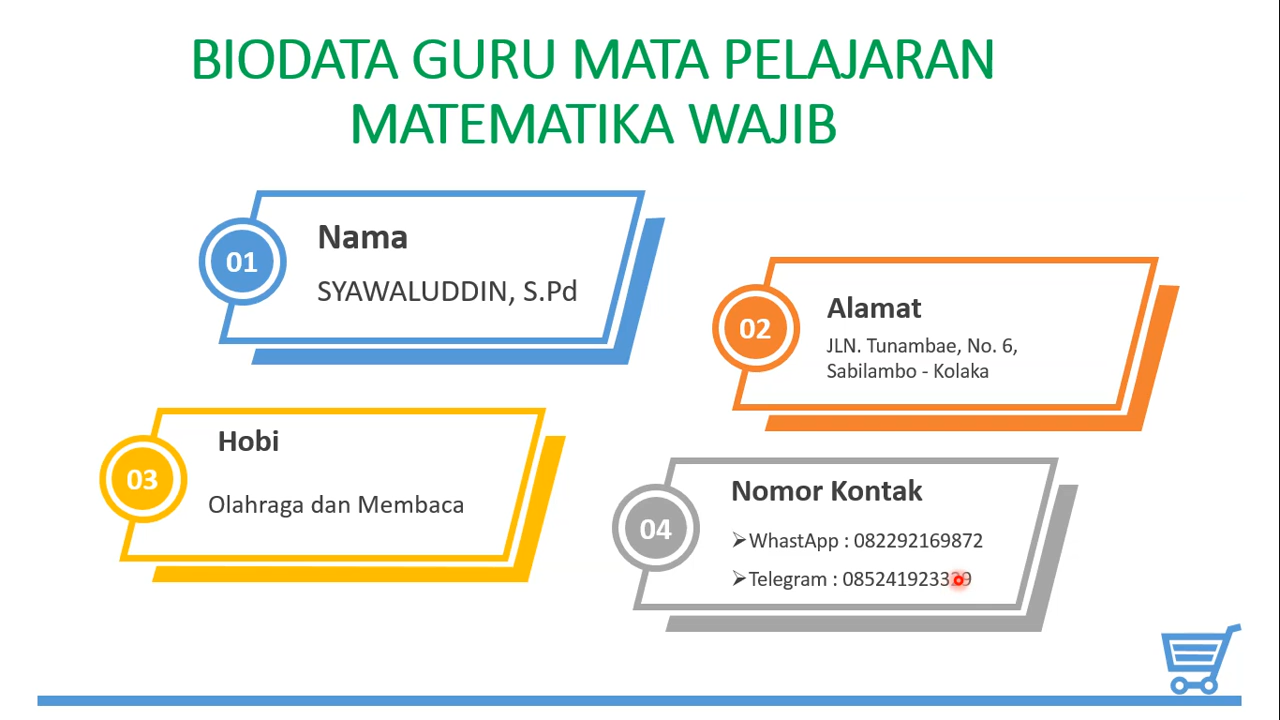 BIODATA GURU MATA PELAJARAN
MATEMATIKA WAJIB
01
Nama
SYAWALUDDIN, S.Pd
02
Alamat
JLN. Tunambae, No. 6,
Sabilambo - Kolaka
03
Hobi
Olahraga dan Membaca
04
Nomor Kontak
➢WhastApp : 082292169872
➢Telegram :